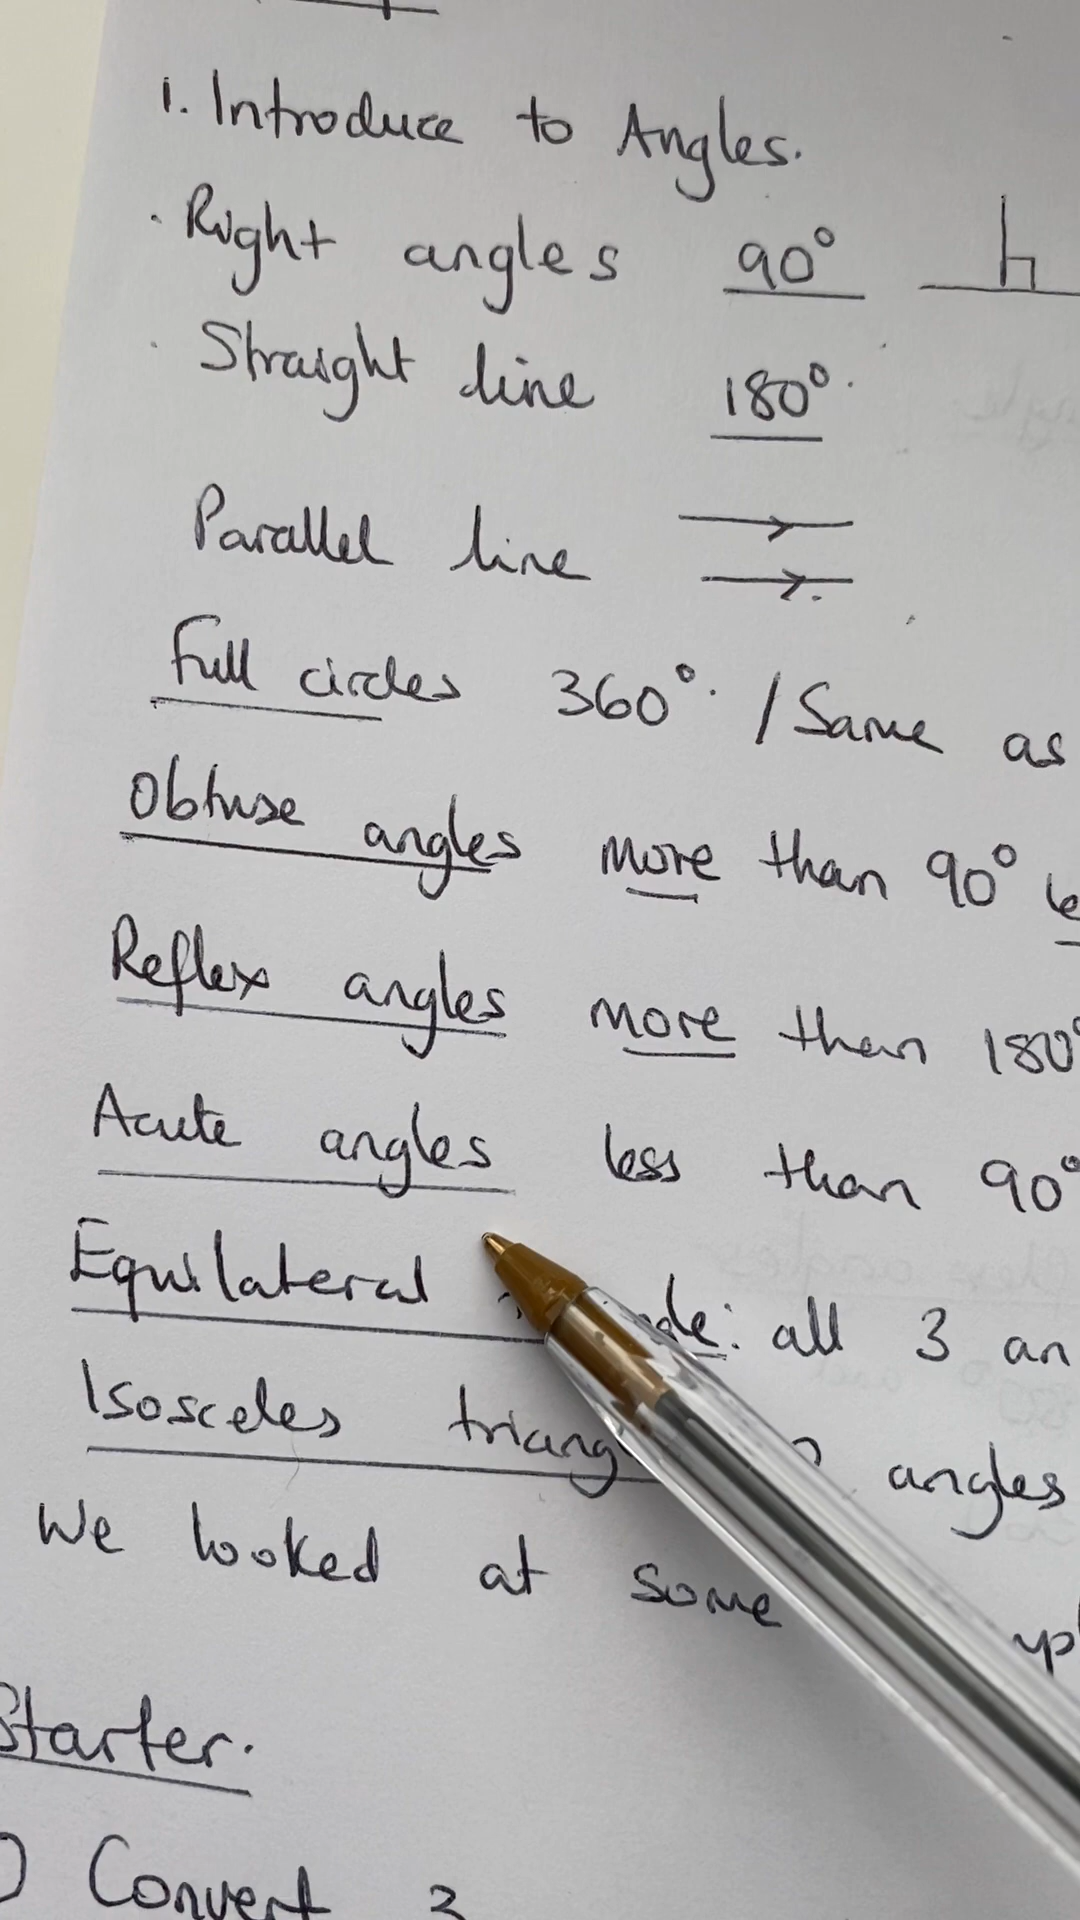 1. Introduce to Angles.
· Right angles 90°
· Straight line 180°.
Parallel line
Full circles 360°. / Same as
Obtuse angles more than 90°
Reflex angles more than 180°
Acute angles less than 90°
Equilateral : all 3 an
Isosceles triang angles
We looked at some
Starter.
Convert 3